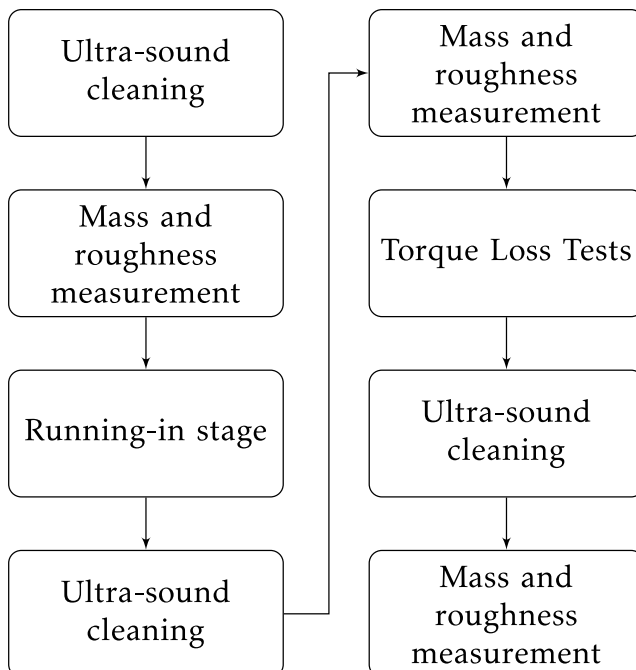 Ultra-sound
cleaning
Mass and
roughness
measurement
Running-in stage
Ultra-sound
cleaning
Mass and
roughness
measurement
Torque Loss Tests
Ultra-sound
cleaning
Mass and
roughness
measurement